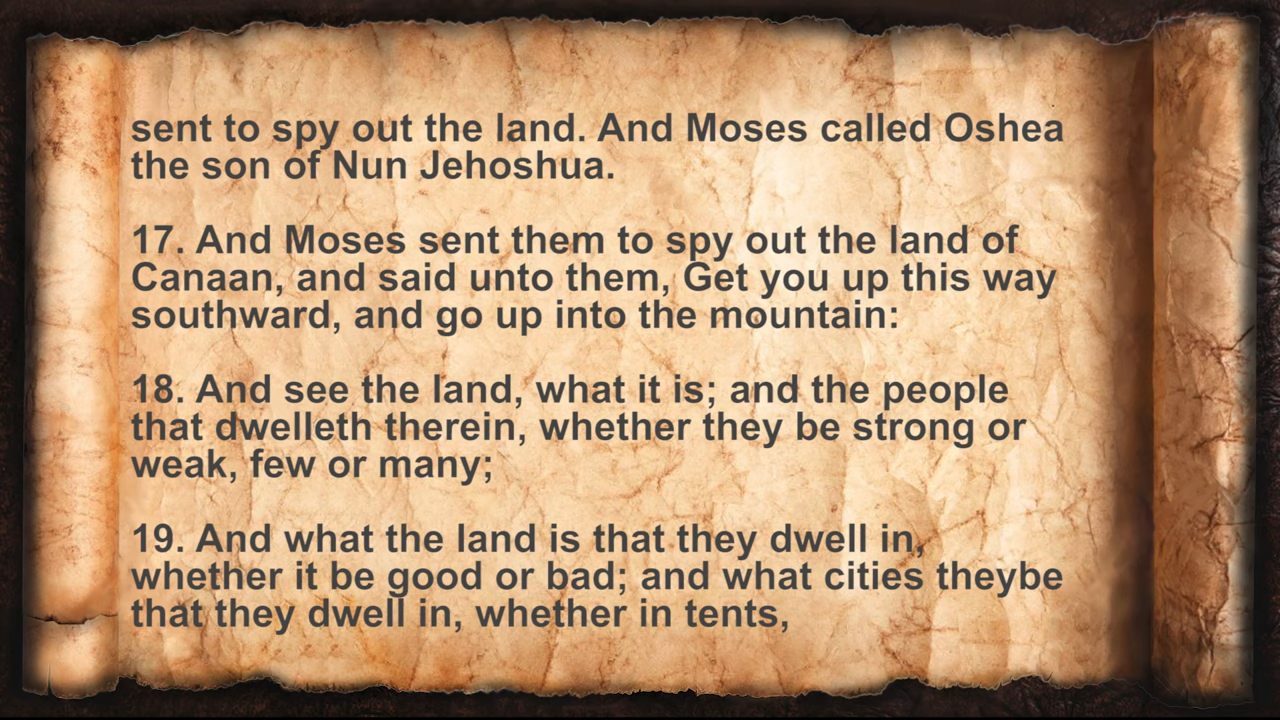 sent to spy out the land. And Moses called Oshea
the son of Nun Jehoshua.
17. And Moses sent them to spy out the land of
Canaan, and said unto them, Get you up this way
southward, and go up into the mountain:
18. And see the land, what it is; and the people
that dwelleth therein, whether they be strong or
weak, few or many;
19. And what the land is that they dwell in,
whether it be good or bad; and what cities theybe
that they dwell in, whether in tents,